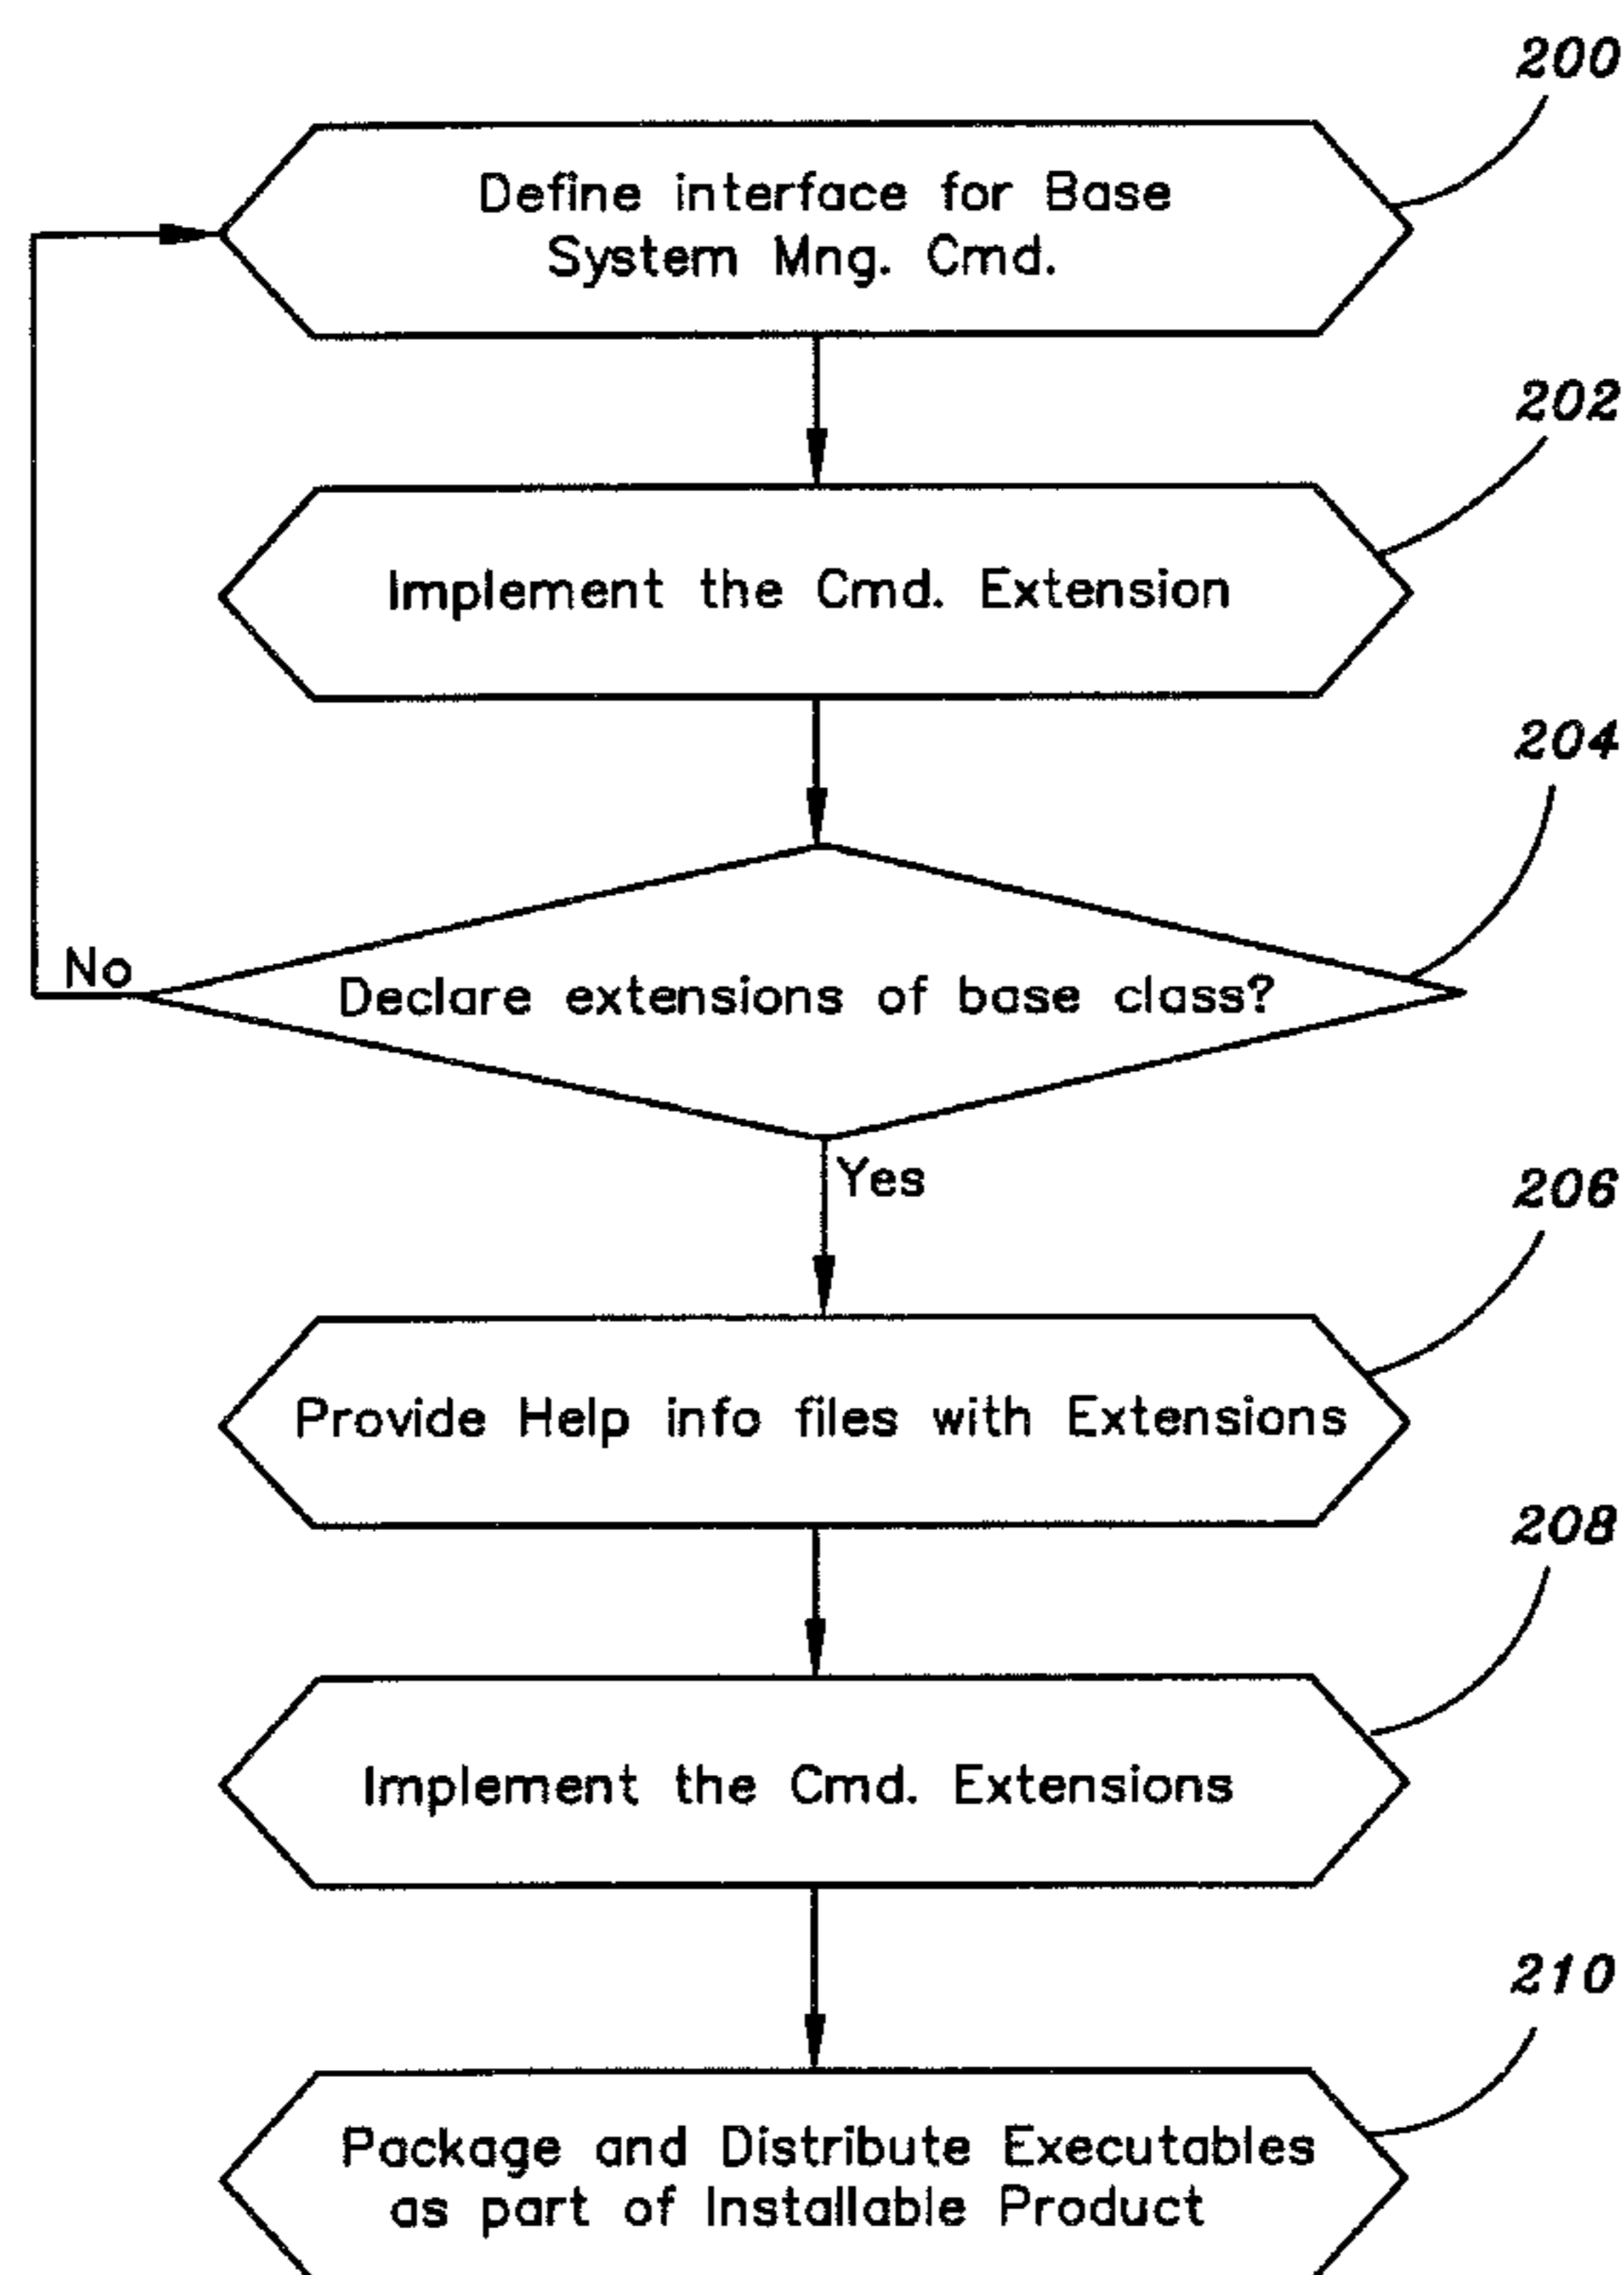 200
Define interface for Base
System Mng. Cmd.
202
Implement the Cmd. Extension
204
No
Declare extensions of base class?
Yes
206
Provide Help info files with Extensions
208
Implement the Cmd. Extensions
210
Package and Distribute Executables
as part of Installable Product